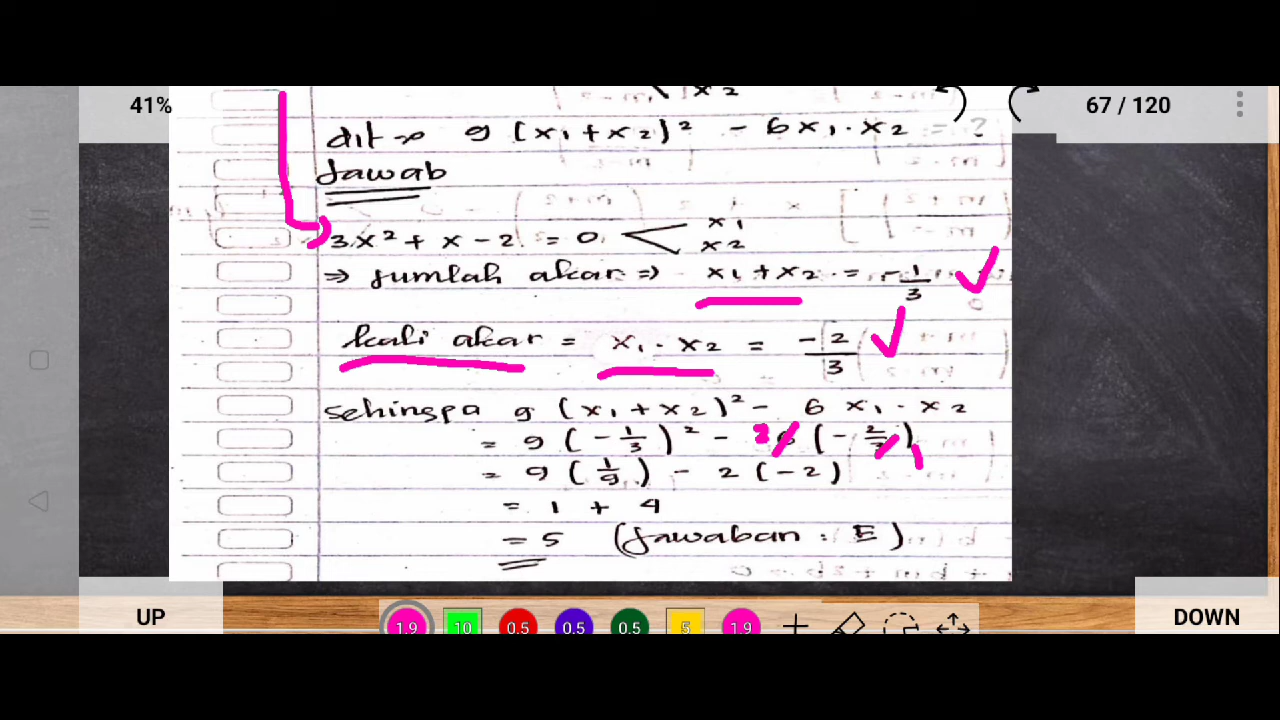 41%
67 / 120
x2
dit ⇒ 9 (x1 + x2)² - 6x1 . x2 = ?
Jawab
3x² + x - 2 = 0 < x1
x2
⇒ Jumlah akar ⇒ x1 + x2 = - 1/3
kali akar = x1 . x2 = - 2/3
sehingga 9 (x1 + x2)² - 6 x1 . x2
= 9 (- 1/3)² - 2 6 (- 2/3)
= 9 (1/9) - 2 (-2)
= 1 + 4
= 5 (Jawaban : E)
UP
1.9 10 0.5 0.5 0.5 5 1.9
DOWN